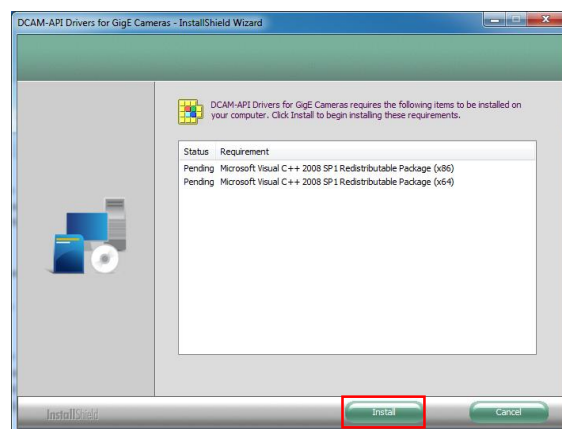 DCAM-API Drivers for GigE Cameras - InstallShield Wizard
DCAM-API Drivers for GigE Cameras requires the following items to be installed on
your computer. Click Install to begin installing these requirements.
Status Requirement
Pending Microsoft Visual C++ 2008 SP1 Redistributable Package (x86)
Pending Microsoft Visual C++ 2008 SP1 Redistributable Package (x64)
InstallShield
Install
Cancel